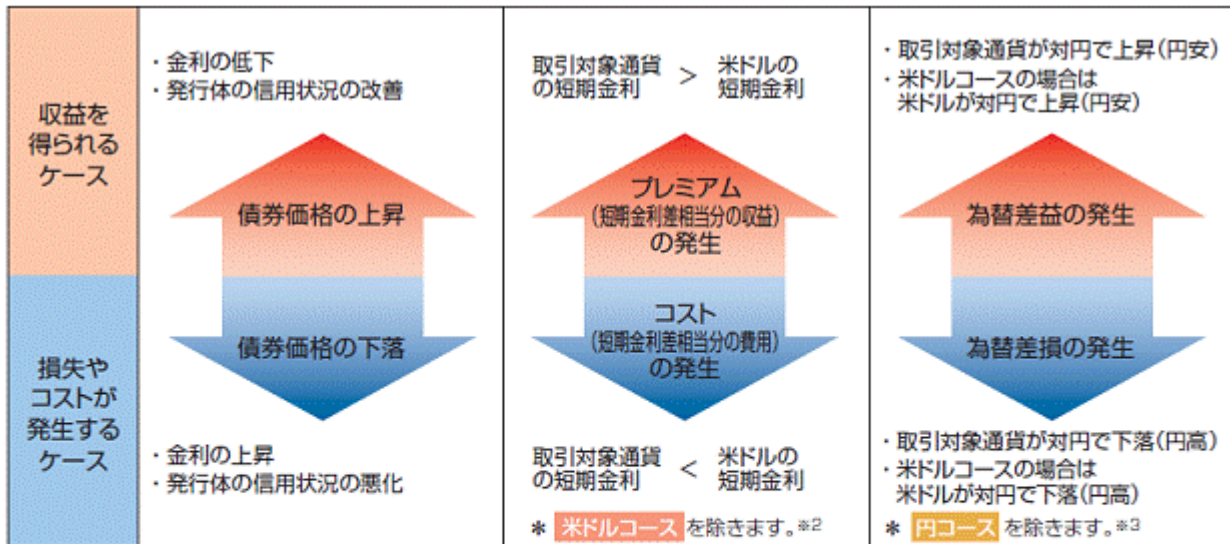 収益を
得られる
ケース
・金利の低下
・発行体の信用状況の改善
債券価格の上昇
取引対象通貨
の短期金利
>
米ドルの
短期金利
プレミアム
(短期金利差相当分の収益)
の発生
・取引対象通貨が対円で上昇(円安)
・米ドルコースの場合は
米ドルが対円で上昇(円安)
為替差益の発生
損失や
コストが
発生する
ケース
債券価格の下落
・金利の上昇
・発行体の信用状況の悪化
コスト
(短期金利差相当分の費用)
の発生
取引対象通貨
の短期金利
<
米ドルの
短期金利
* 米ドルコース を除きます。※2
為替差損の発生
・取引対象通貨が対円で下落(円高)
・米ドルコースの場合は
米ドルが対円で下落(円高)
* 円コース を除きます。※3